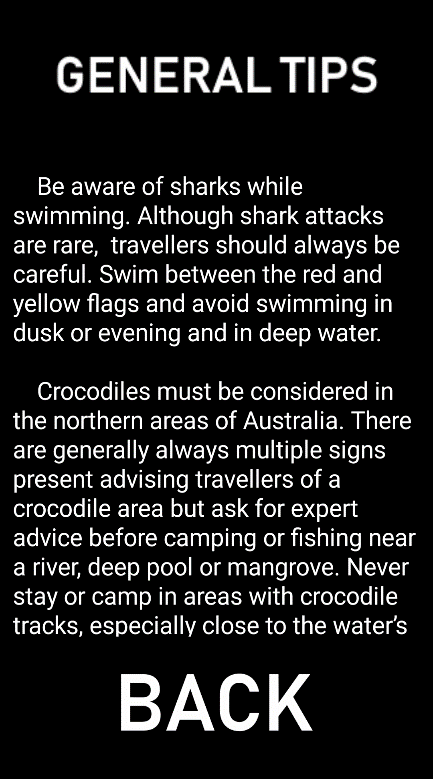 GENERAL TIPS
Be aware of sharks while
swimming. Although shark attacks
are rare,  travellers should always be
careful. Swim between the red and
yellow flags and avoid swimming in
dusk or evening and in deep water.
Crocodiles must be considered in
the northern areas of Australia. There
are generally always multiple signs
present advising travellers of a
crocodile area but ask for expert
advice before camping or fishing near
a river, deep pool or mangrove. Never
stay or camp in areas with crocodile
tracks, especially close to the water’s
BACK